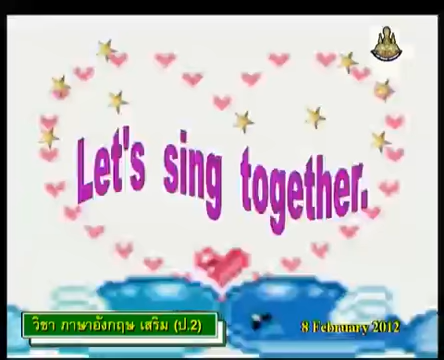 Let's sing together.
วิชา ภาษาอังกฤษ เสริม (ป.2)
8 February 2012